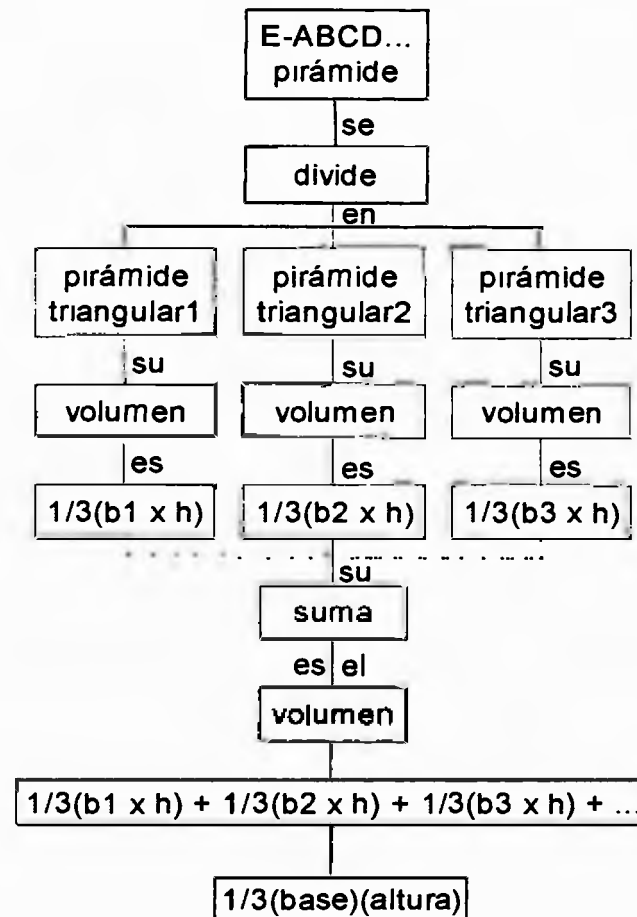 E-ABCD...
pirámide
se
divide
en
pirámide pirámide pirámide
triangular1 triangular2 triangular3
su su su
volumen volumen volumen
es es es
1/3(b1 x h) 1/3(b2 x h) 1/3(b3 x h)
su
suma
es el
volumen
1/3(b1 x h) + 1/3(b2 x h) + 1/3(b3 x h) + ...
1/3(base)(altura)